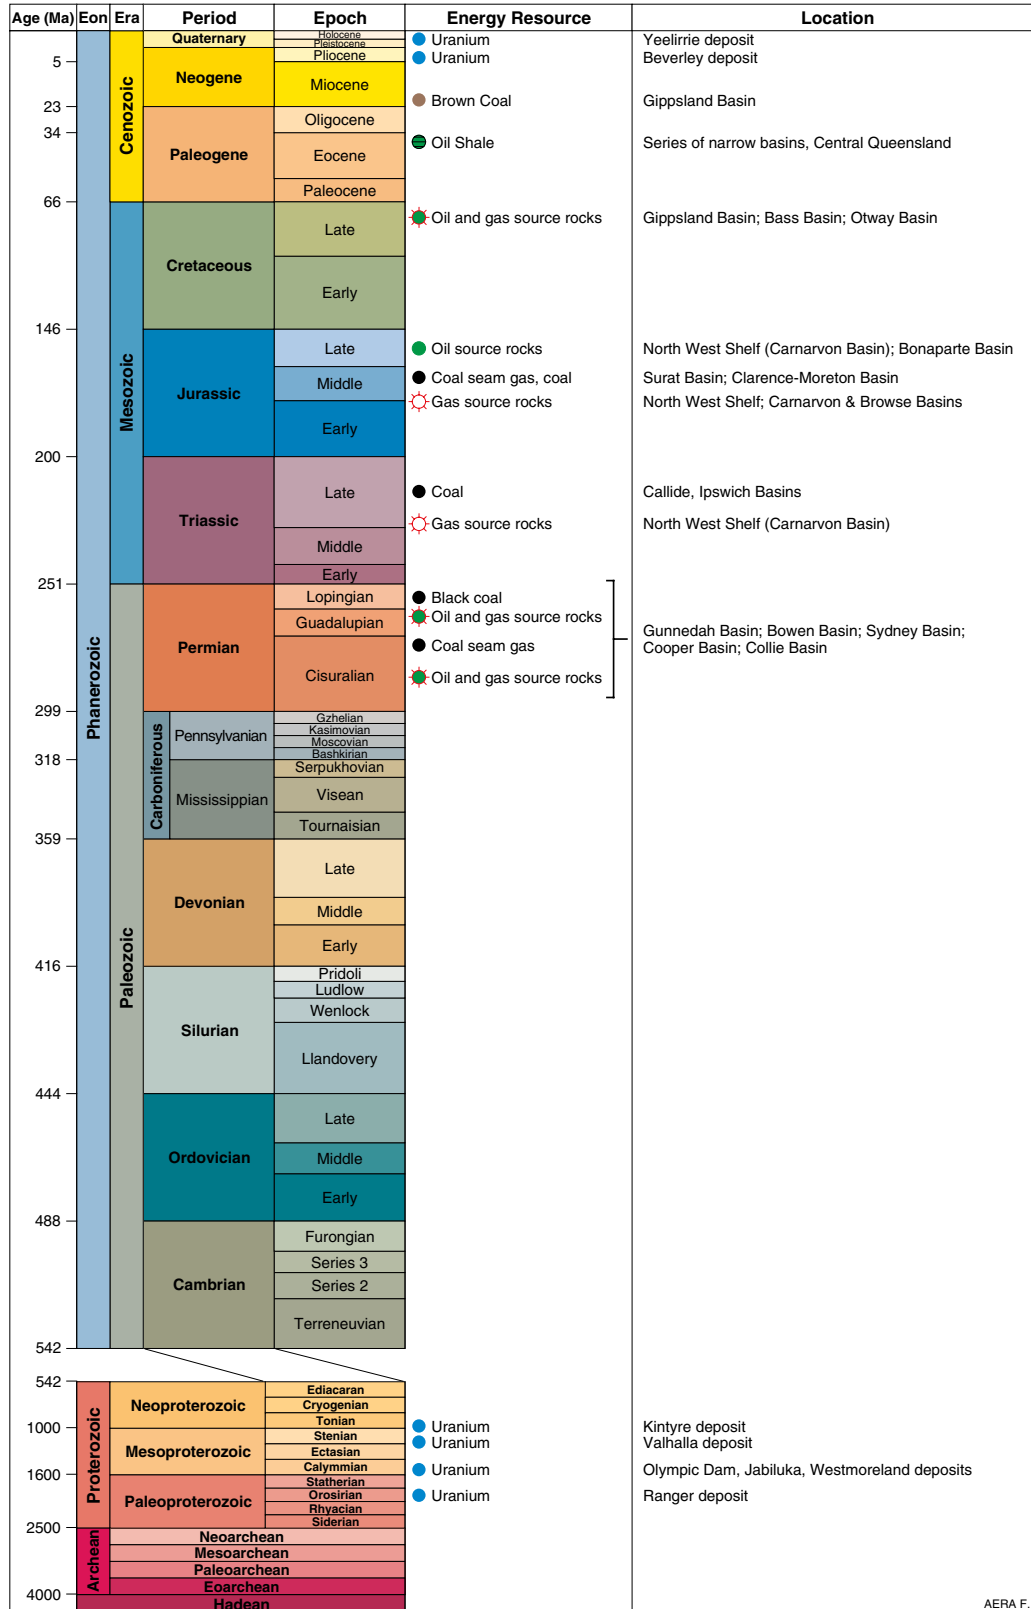 Age (Ma) Eon Era Period Epoch Energy Resource Location
Holocene
Quaternary Uranium Yeelirrie deposit
Pleistocene
Pliocene Uranium Beverley deposit
5
Neogene
Miocene
Brown Coal Gippsland Basin
23
Oligocene
34
Cenozoic
Oil Shale Series of narrow basins, Central Queensland
Paleogene Eocene
Paleocene
66
Oil and gas source rocks Gippsland Basin; Bass Basin; Otway Basin
Late
Cretaceous
Early
146
Late Oil source rocks North West Shelf (Carnarvon Basin); Bonaparte Basin
Mesozoic
Middle Coal seam gas, coal Surat Basin; Clarence-Moreton Basin
Jurassic
Gas source rocks North West Shelf; Carnarvon & Browse Basins
Early
200
Late Coal Callide, Ipswich Basins
Triassic
Gas source rocks North West Shelf (Carnarvon Basin)
Middle
Early
251
Lopingian Black coal
Oil and gas source rocks
Guadalupian
Gunnedah Basin; Bowen Basin; Sydney Basin;
Permian Coal seam gas
Cooper Basin; Collie Basin
Cisuralian Oil and gas source rocks
Phanerozoic
299
Gzhelian
Kasimovian
Pennsylvanian
Moscovian
Bashkirian
318
Carboniferous
Serpukhovian
Mississippian Visean
Tournaisian
359
Late
Devonian
Middle
Early
Paleozoic
416
Pridoli
Ludlow
Wenlock
Silurian
Llandovery
444
Late
Ordovician Middle
Early
488
Furongian
Series 3
Cambrian Series 2
Terreneuvian
542
542
Ediacaran
Neoproterozoic Cryogenian
Tonian
1000 Uranium Kintyre deposit
Stenian
Uranium Valhalla deposit
Proterozoic
Mesoproterozoic Ectasian
Calymmian Uranium Olympic Dam, Jabiluka, Westmoreland deposits
1600
Statherian
Orosirian Uranium Ranger deposit
Paleoproterozoic
Rhyacian
Siderian
2500
Archean
Neoarchean
Mesoarchean
Paleoarchean
Eoarchean
4000
Hadean
AERA F.